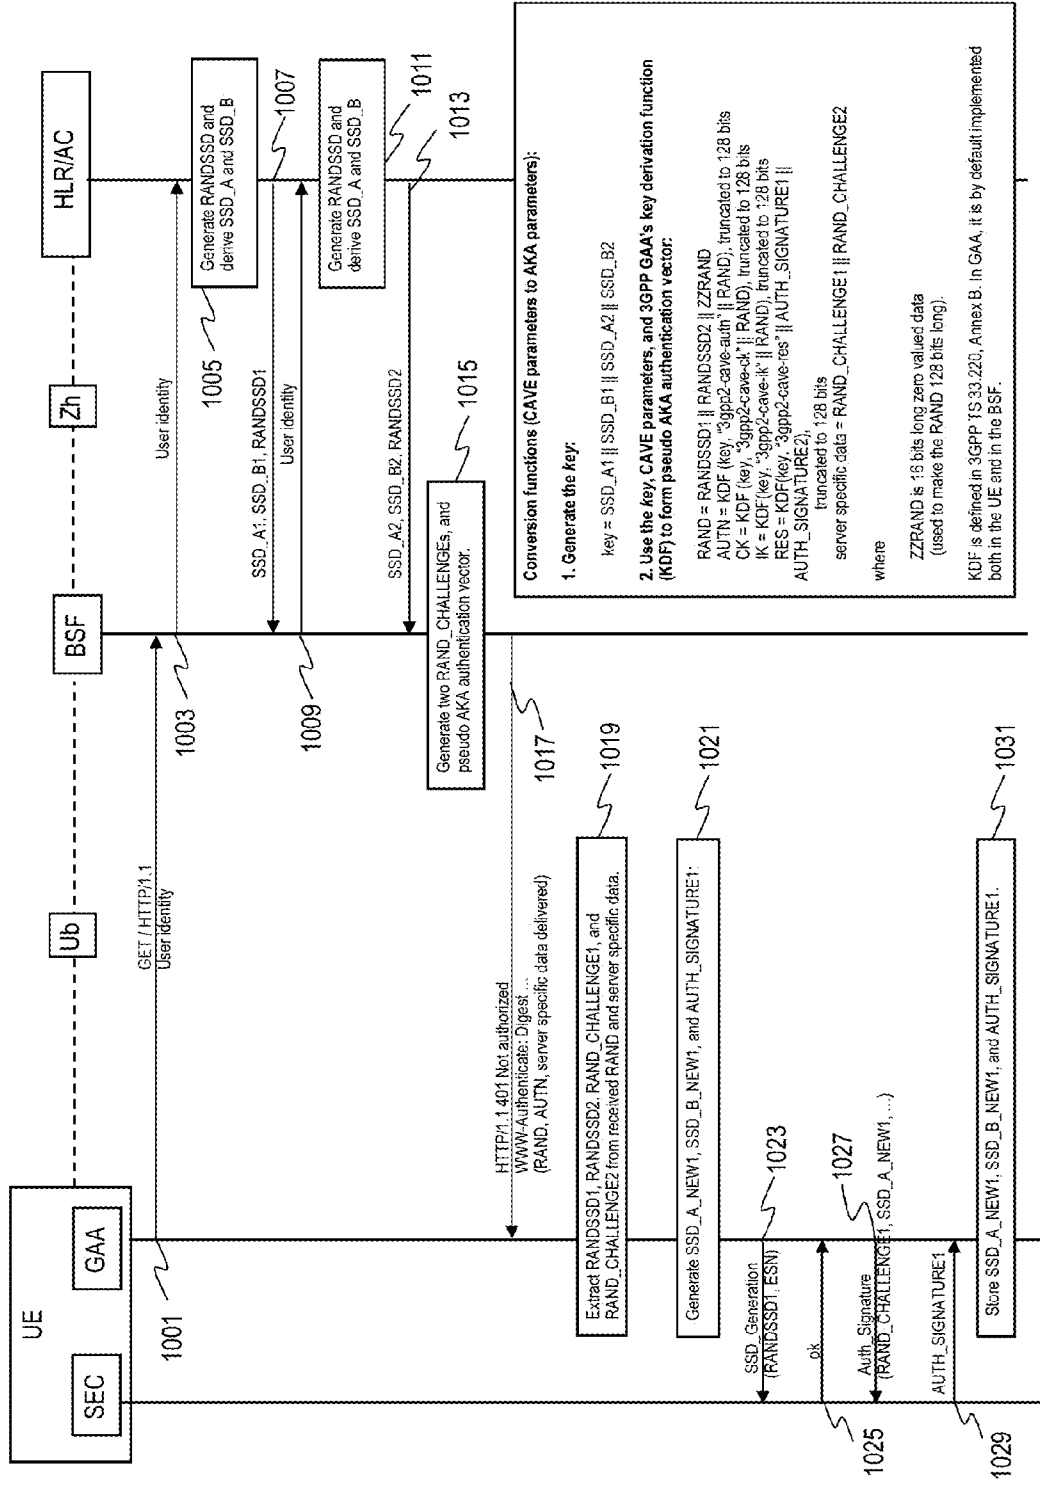 UE
SEC
GAA
Ub
BSF
Zh
HLR/AC
1001
GET / HTTP/1.1
User identity
1003
User identity
1005
Generate RANDSSD and
derive SSD_A and SSD_B
1007
SSD_A1, SSD_B1, RANDSSD1
1009
User identity
Generate RANDSSD and
derive SSD_A and SSD_B
1011
1013
SSD_A2, SSD_B2, RANDSSD2
Generate two RAND_CHALLENGEs, and
pseudo AKA authentication vector.
1015
HTTP/1.1 401 Not authorized
WWW-Authenticate: Digest ...
(RAND, AUTN, server specific data delivered)
1017
Extract RANDSSD1, RANDSSD2, RAND_CHALLENGE1, and
RAND_CHALLENGE2 from received RAND and server specific data.
1019
Generate SSD_A_NEW1, SSD_B_NEW1, and AUTH_SIGNATURE1:
1021
SSD_Generation
(RANDSSD1, ESN)
1023
ok
1025
Auth_Signature
(RAND_CHALLENGE1, SSD_A_NEW1, ...)
1027
AUTH_SIGNATURE1
1029
Store SSD_A_NEW1, SSD_B_NEW1, and AUTH_SIGNATURE1.
1031
Conversion functions (CAVE parameters to AKA parameters):
1. Generate the key:
key = SSD_A1 || SSD_B1 || SSD_A2 || SSD_B2
2. Use the key, CAVE parameters, and 3GPP GAA's key derivation function
(KDF) to form pseudo AKA authentication vector:
RAND = RANDSSD1 || RANDSSD2 || ZZRAND
AUTN = KDF (key, "3gpp2-cave-auth" || RAND), truncated to 128 bits
CK = KDF (key, "3gpp2-cave-ck" || RAND), truncated to 128 bits
IK = KDF(key, "3gpp2-cave-ik" || RAND), truncated to 128 bits
RES = KDF(key, "3gpp2-cave-res" || AUTH_SIGNATURE1 ||
AUTH_SIGNATURE2),
truncated to 128 bits
server specific data = RAND_CHALLENGE1 || RAND_CHALLENGE2
where
ZZRAND is 16 bits long zero valued data
(used to make the RAND 128 bits long).
KDF is defined in 3GPP TS 33.220, Annex B. In GAA, it is by default implemented
both in the UE and in the BSF.